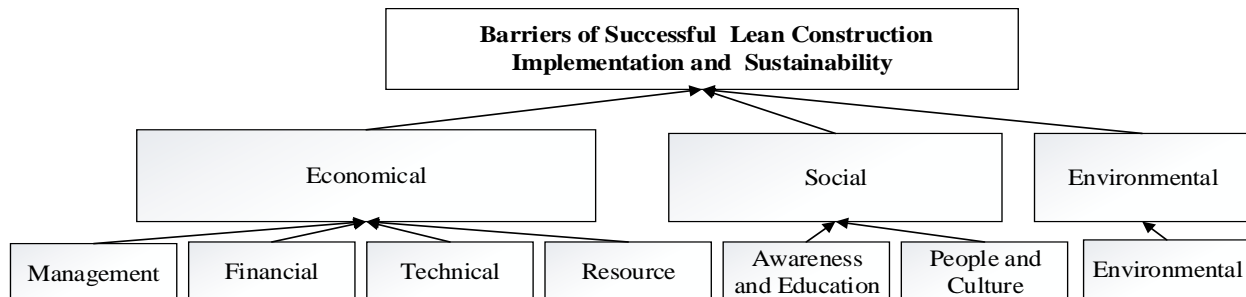 Barriers of Successful Lean Construction
Implementation and Sustainability
Economical
Social
Environmental
Management
Financial
Technical
Resource
Awareness
and Education
People and
Culture
Environmental